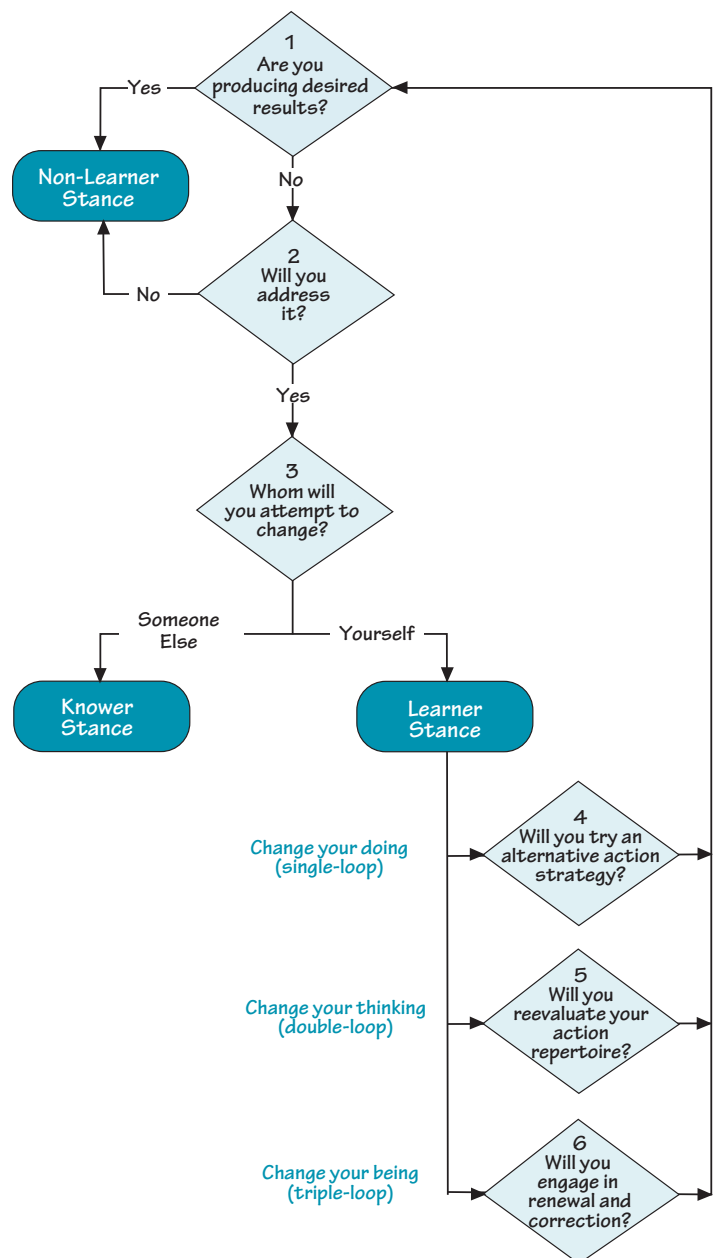 1
Are you
producing desired
results?
Yes
Non-Learner
Stance
No
2
Will you
address
it?
No
Yes
3
Whom will
you attempt to
change?
Someone
Else
Yourself
Knower
Stance
Learner
Stance
Change your doing
(single-loop)
4
Will you try an
alternative action
strategy?
Change your thinking
(double-loop)
5
Will you
reevaluate your
action
repertoire?
Change your being
(triple-loop)
6
Will you
engage in
renewal and
correction?